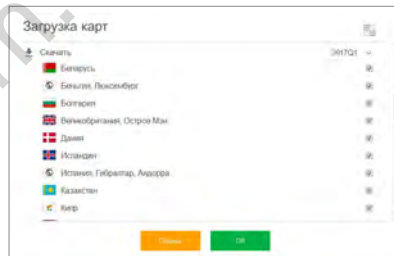 Загрузка карт
Скачать 2017Q1
Беларусь
Бельгия, Люксембург
Болгария
Великобритания, Остров Мэн
Дания
Исландия
Испания, Гибралтар, Андорра
Казахстан
Кипр
Отмена ОК